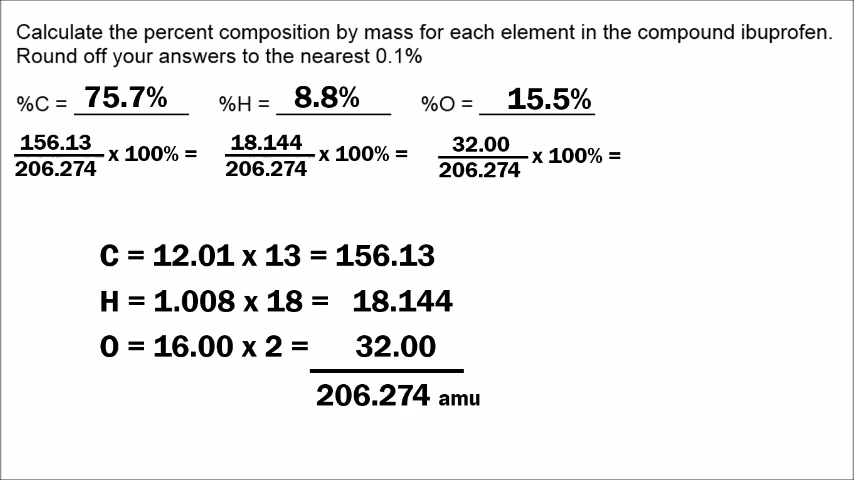 Calculate the percent composition by mass for each element in the compound ibuprofen.
Round off your answers to the nearest 0.1%
%C = 75.7% %H = 8.8% %O = 15.5%
156.13 18.144 32.00
x 100% = x 100% = x 100% =
206.274 206.274 206.274
C = 12.01 x 13 = 156.13
H = 1.008 x 18 = 18.144
O = 16.00 x 2 = 32.00
206.274 amu